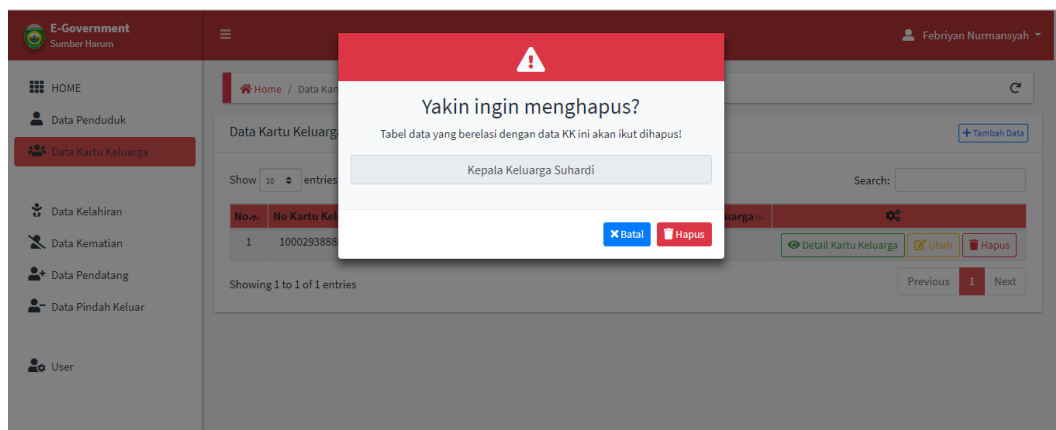 E-Government
Sumber Harum
Febriyan Nurmansyah
HOME
Data Penduduk
Data Kartu Keluarga
Data Kelahiran
Data Kematian
Data Pendatang
Data Pindah Keluar
User
Home / Data Kar
Data Kartu Keluarg
Tambah Data
Show 10 entries
Search:
No. No Kartu Kel uarga
1 1000293888 Detail Kartu Keluarga Ubah Hapus
Showing 1 to 1 of 1 entries
Previous 1 Next
Yakin ingin menghapus?
Tabel data yang berelasi dengan data KK ini akan ikut dihapus!
Kepala Keluarga Suhardi
Batal Hapus